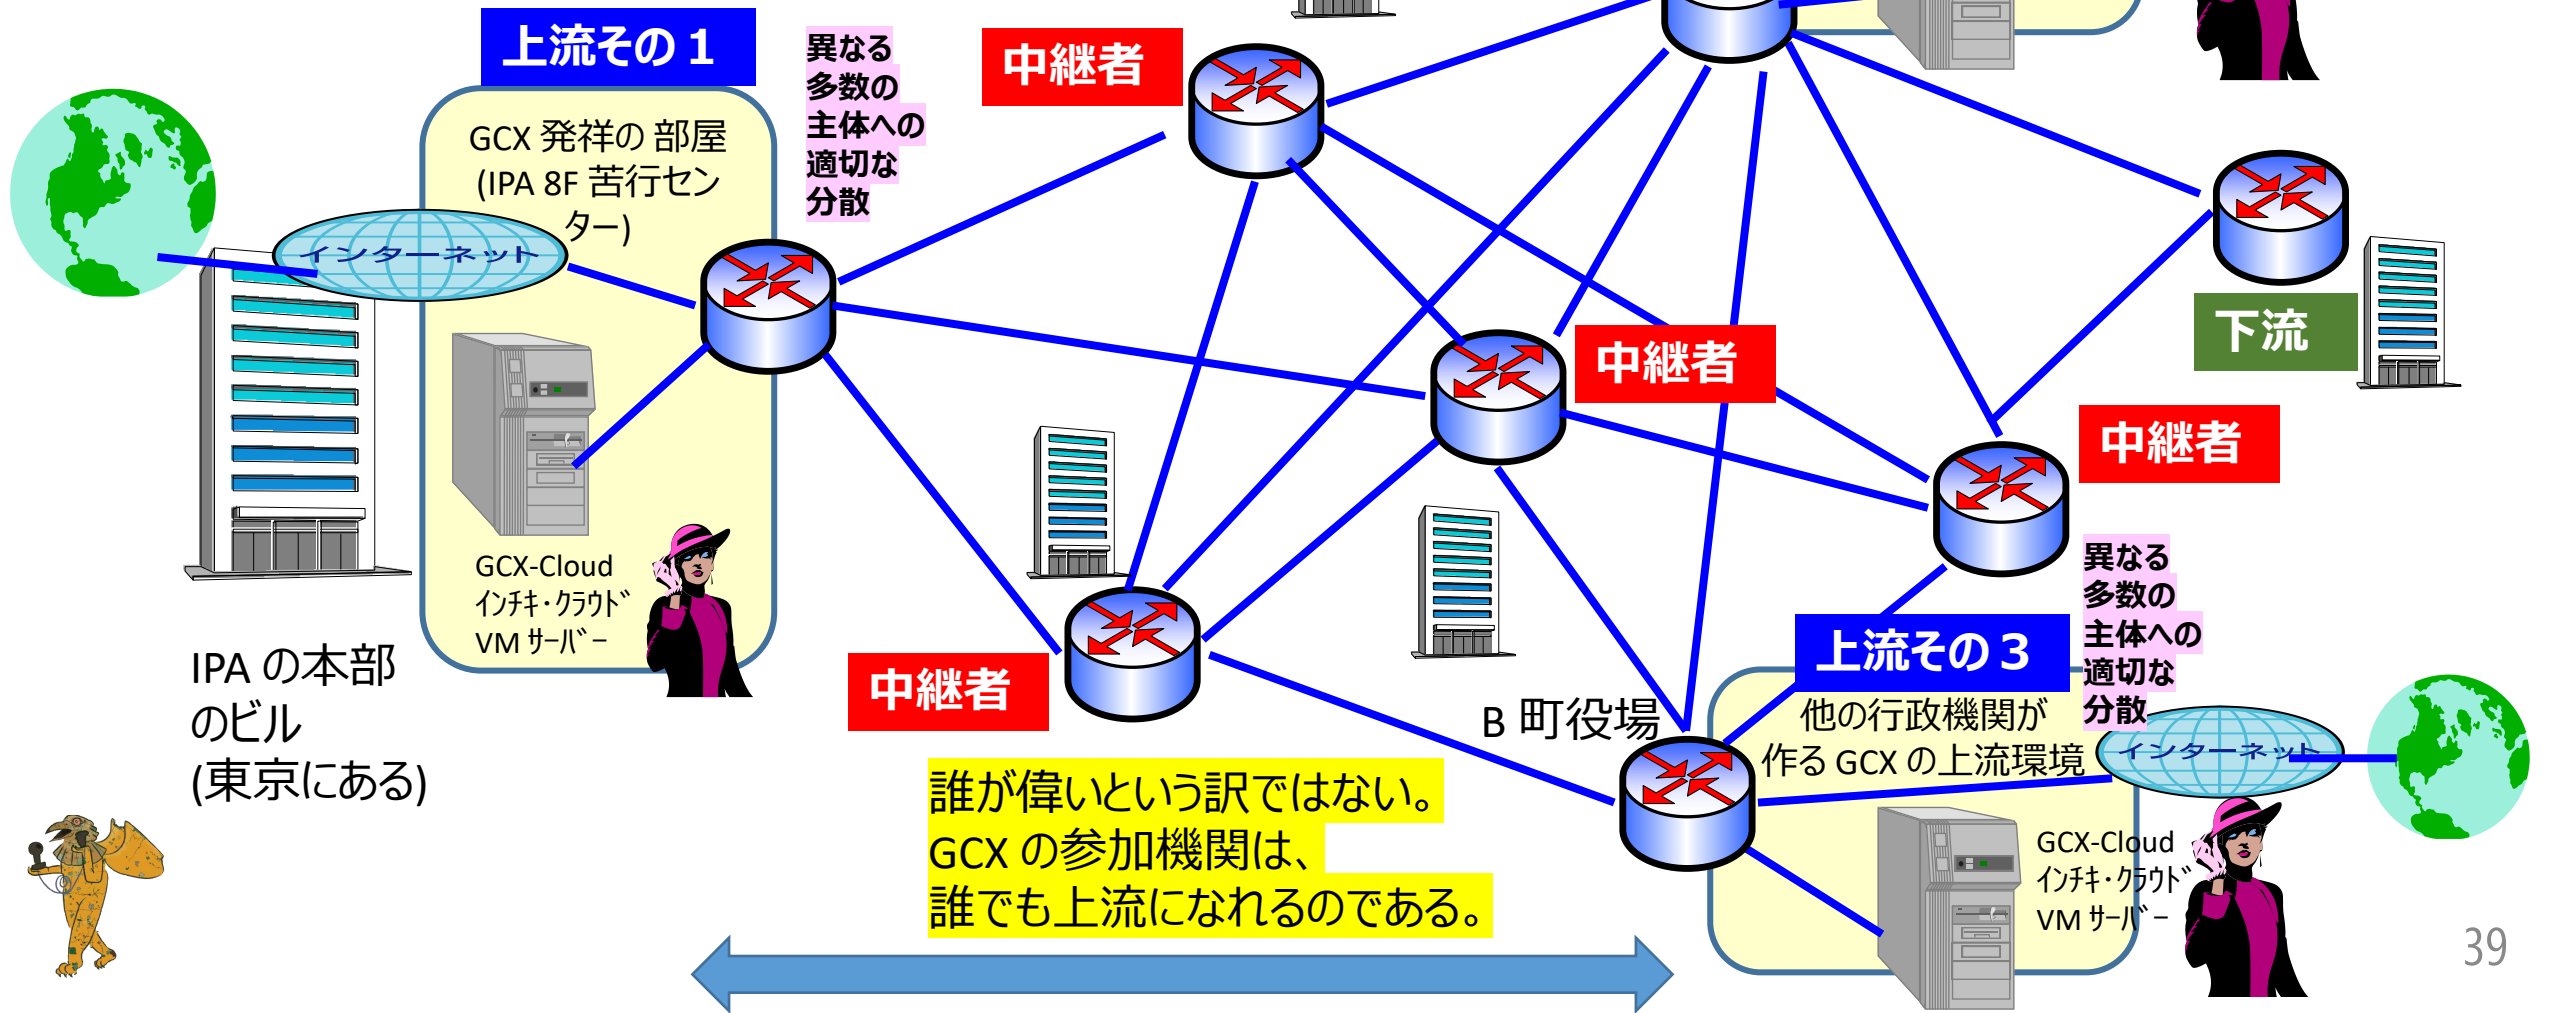 上流その１
異なる
多数の
主体への
適切な
分散
中継者
GCX 発祥の 部屋
(IPA 8F 苦行セン
ター)
インターネット
下流
中継者
中継者
GCX-Cloud
ｲﾝﾁｷ･ｸﾗｳﾄﾞ
VM ｻｰﾊﾞｰ
IPA の本部
のビル
(東京にある)
中継者
異なる
多数の
主体への
適切な
分散
上流その３
B 町役場
他の行政機関が
作る GCX の上流環境
インターネット
誰が偉いという訳ではない。
GCX の参加機関は、
誰でも上流になれるのである。
GCX-Cloud
ｲﾝﾁｷ･ｸﾗｳﾄﾞ
VM ｻｰﾊﾞｰ
39